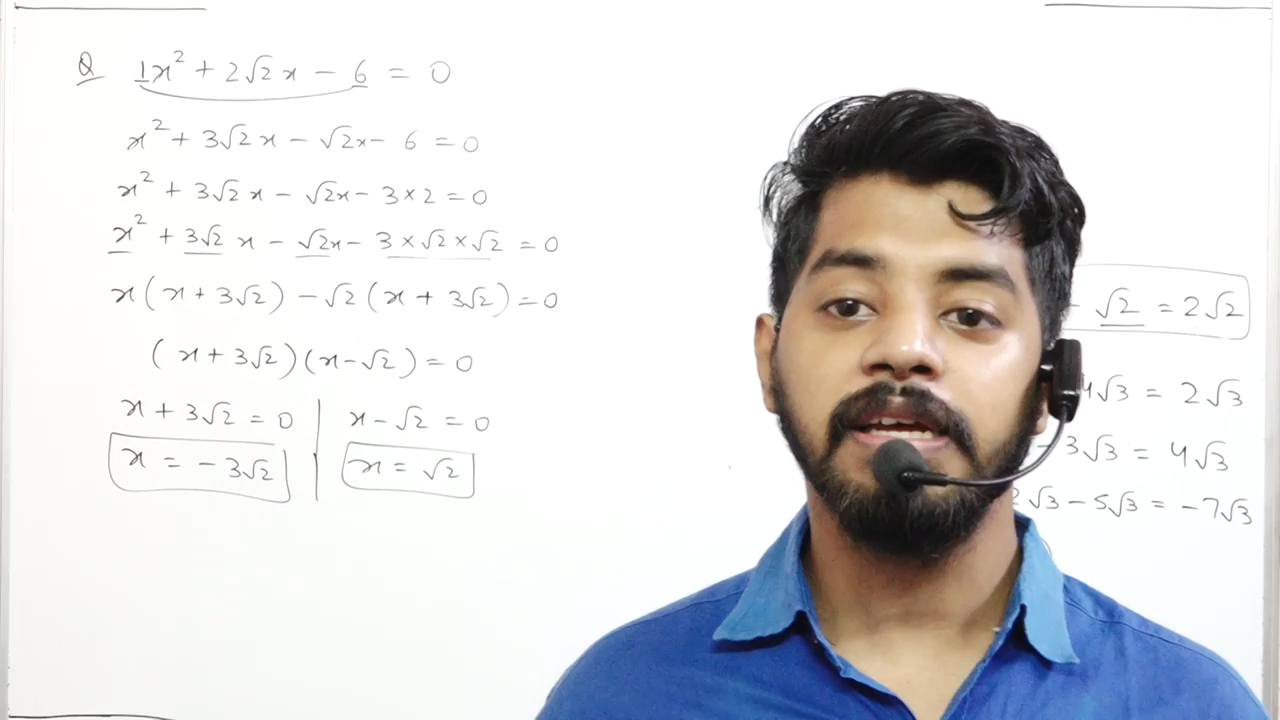 Q 1x² + 2√2 x - 6 = 0
x² + 3√2 x - √2x - 6 = 0
x² + 3√2 x - √2x - 3 × 2 = 0
x² + 3√2 x - √2x - 3 × √2 × √2 = 0
x(x + 3√2) - √2(x + 3√2) = 0
(x + 3√2)(x - √2) = 0
x + 3√2 = 0 | x - √2 = 0
x = -3√2 | x = √2
- √2 = 2√2
4√3 = 2√3
- 3√3 = 4√3
2√3 - 5√3 = -7√3